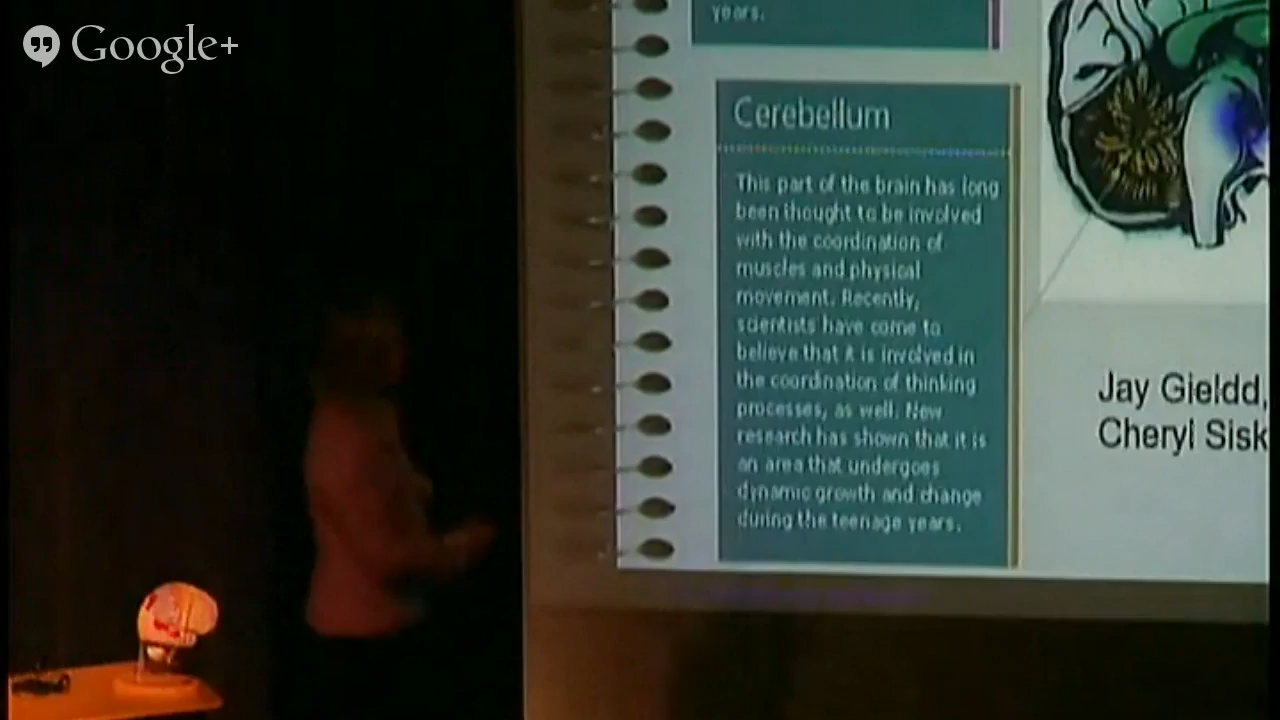 Google+
years.
Cerebellum
This part of the brain has long
been thought to be involved
with the coordination of
muscles and physical
movement. Recently,
scientists have come to
believe that it is involved in
the coordination of thinking
processes, as well. New
research has shown that it is
an area that undergoes
dynamic growth and change
during the teenage years.
Jay Gieldd,
Cheryl Sisk